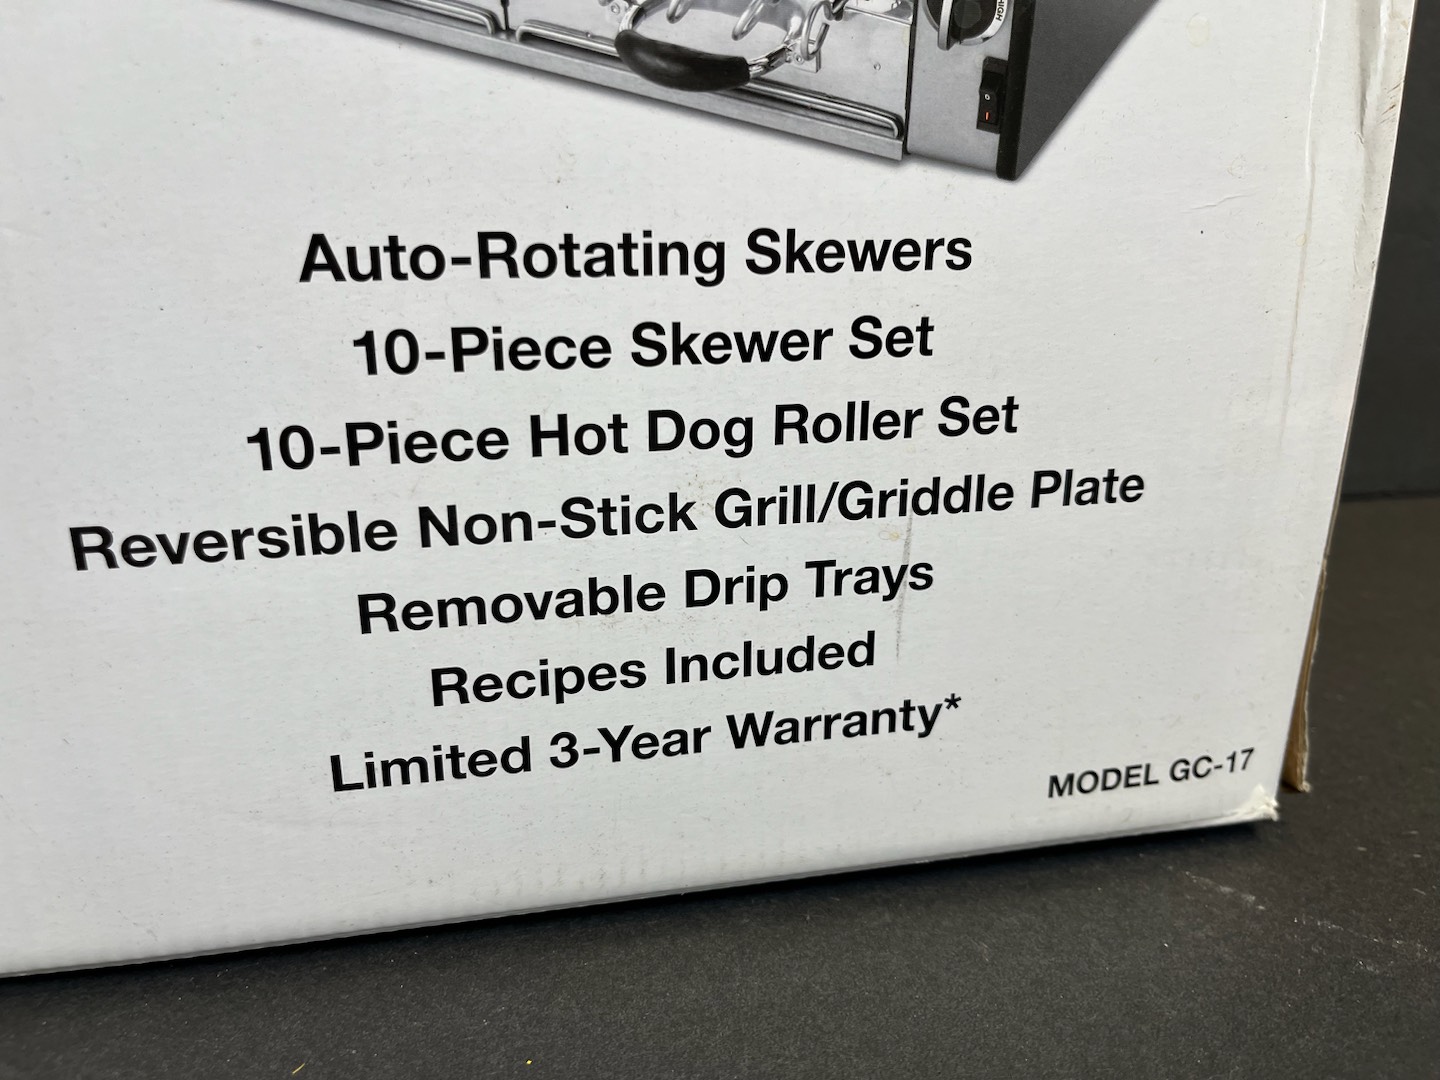 HIGH
Auto-Rotating Skewers
10-Piece Skewer Set
10-Piece Hot Dog Roller Set
Reversible Non-Stick Grill/Griddle Plate
Removable Drip Trays
Recipes Included
Limited 3-Year Warranty*
MODEL GC-17